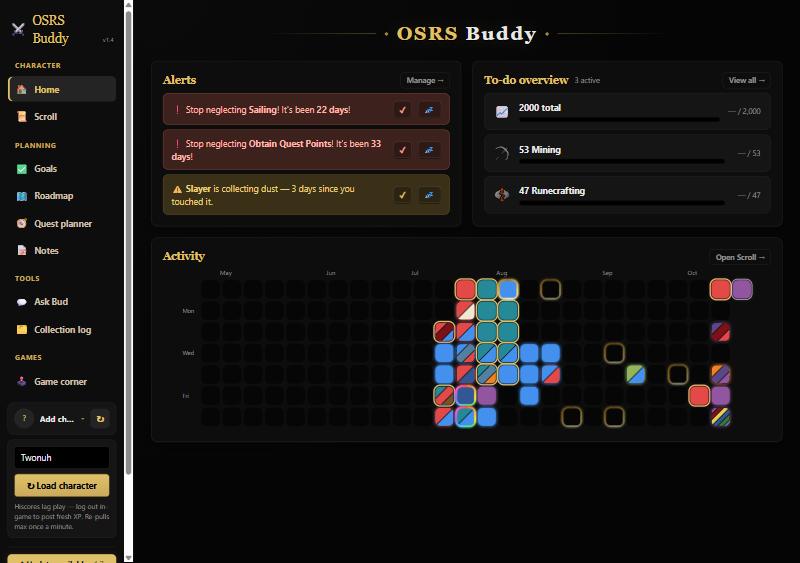 OSRS
Buddy
v1.4
CHARACTER
Home
Scroll
PLANNING
Goals
Roadmap
Quest planner
Notes
TOOLS
Ask Bud
Collection log
GAMES
Game corner
? Add ch... ↻
Twonuh
↻ Load character
Hiscores lag play — log out in-
game to post fresh XP. Re-pulls
max once a minute.
OSRS Buddy
Alerts
Manage →
! Stop neglecting Sailing! It's been 22 days!
! Stop neglecting Obtain Quest Points! It's been 33
days!
Slayer is collecting dust — 3 days since you
touched it.
To-do overview 3 active
View all →
2000 total
— / 2,000
53 Mining
— / 53
47 Runecrafting
— / 47
Activity
Open Scroll →
May Jun Jul Aug Sep Oct
Mon
Wed
Fri